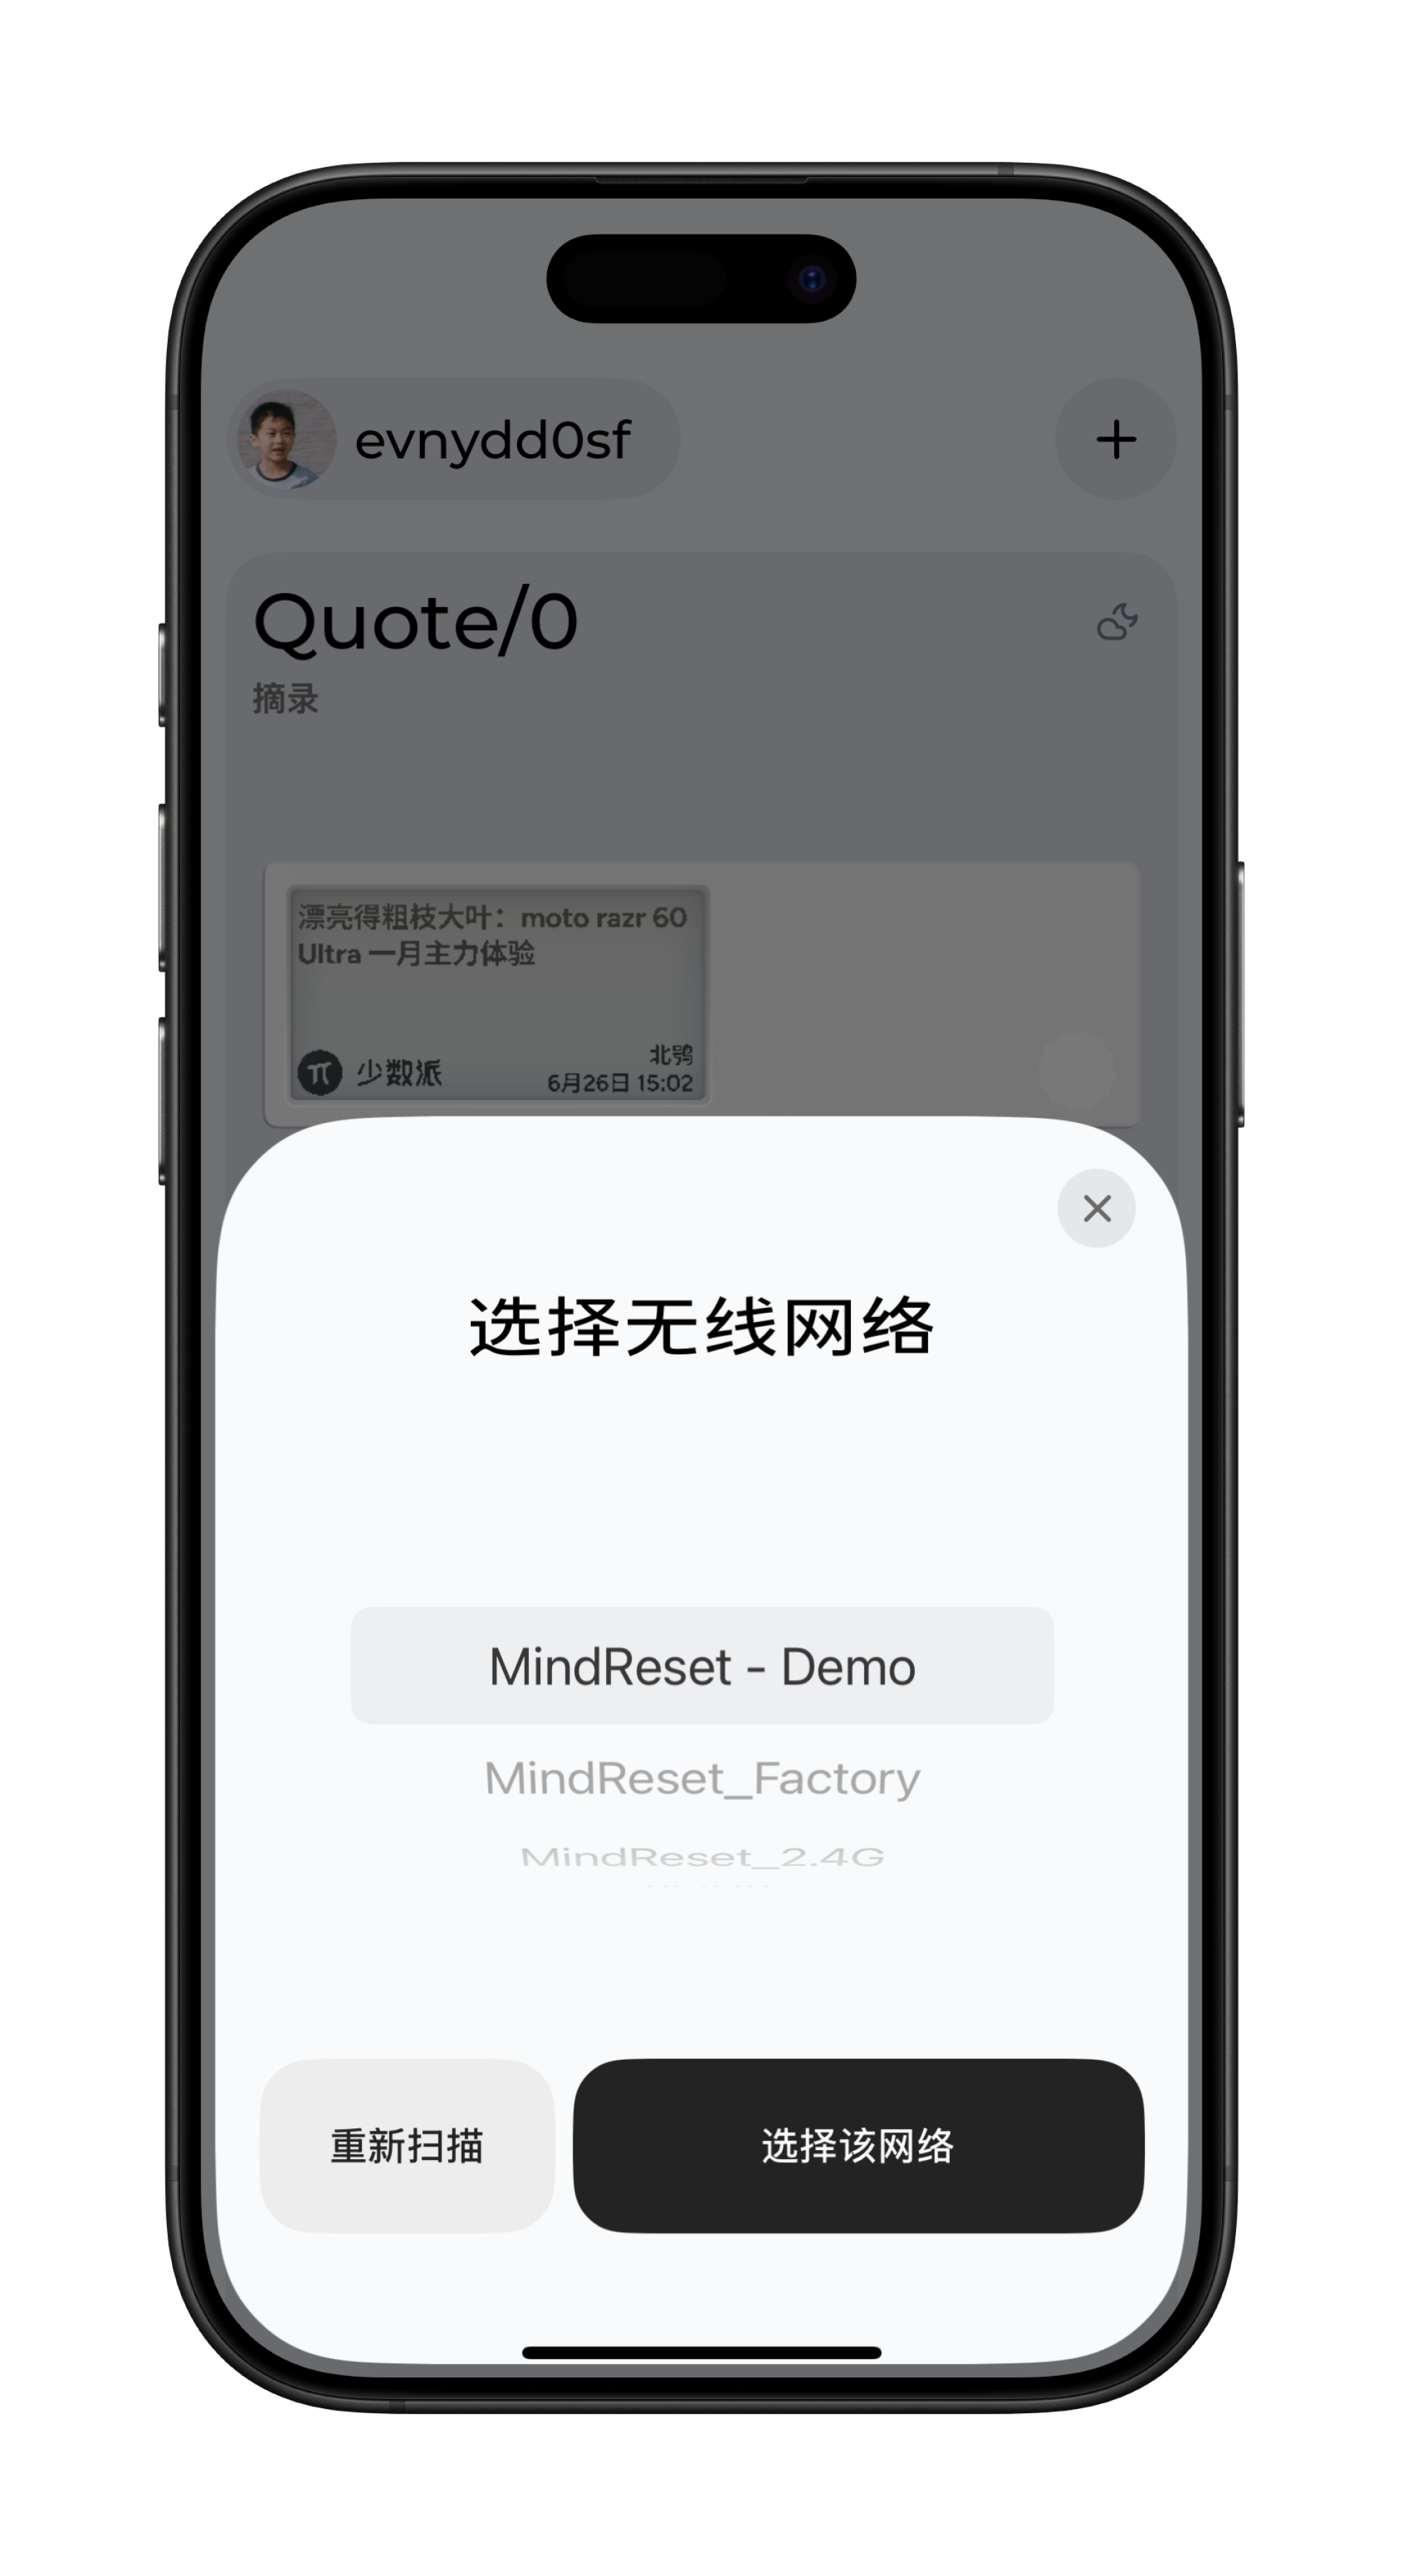 evnydd0sf
Quote/0
摘录
漂亮得粗枝大叶：moto razr 60
Ultra 一月主力体验
少数派
北鸮
6月26日 15:02
选择无线网络
MindReset - Demo
MindReset_Factory
MindReset_2.4G
重新扫描
选择该网络